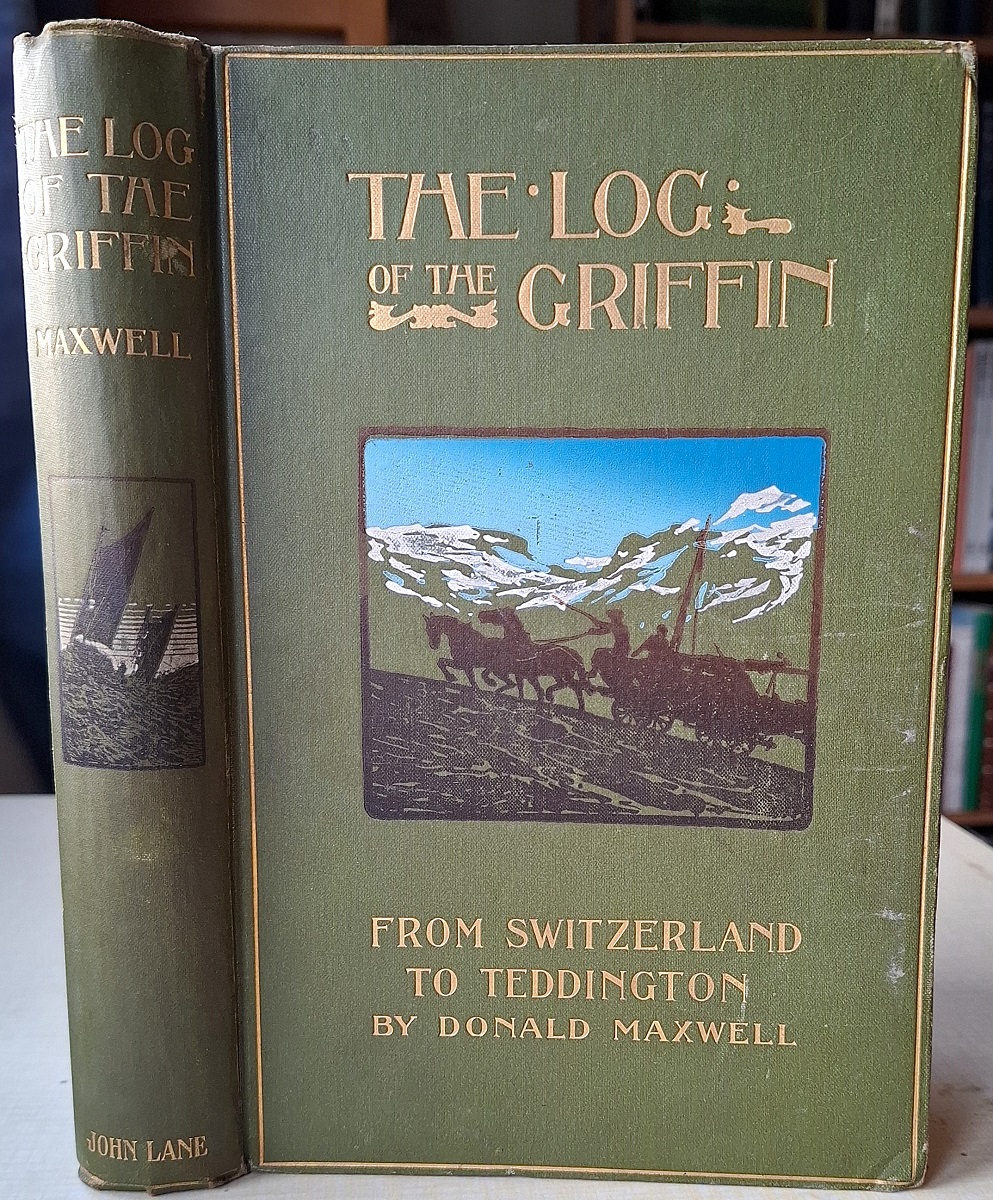 THE LOG
OF THE
GRIFFIN
MAXWELL
JOHN LANE
THE·LOG
OF THE GRIFFIN
FROM SWITZERLAND
TO TEDDINGTON
BY DONALD MAXWELL